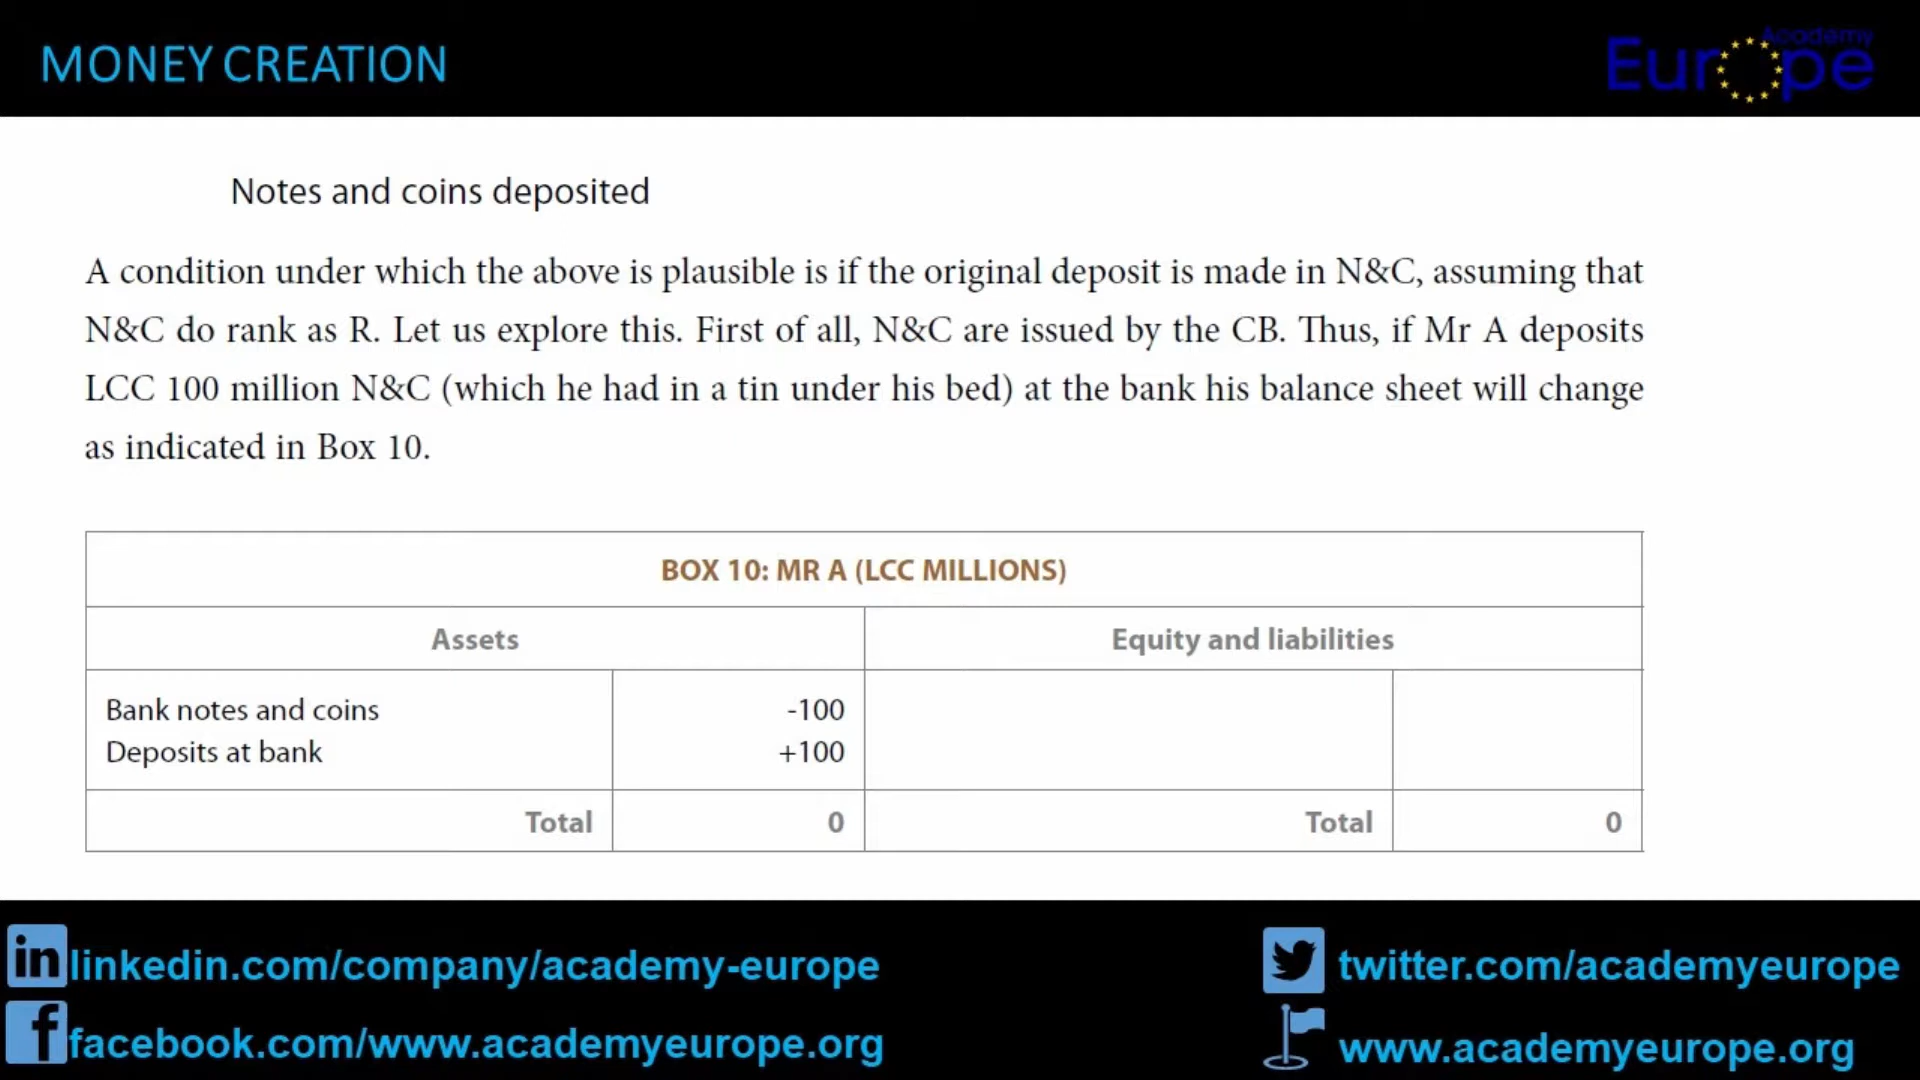 MONEY CREATION
Academy
Europe
Notes and coins deposited
A condition under which the above is plausible is if the original deposit is made in N&C, assuming that
N&C do rank as R. Let us explore this. First of all, N&C are issued by the CB. Thus, if Mr A deposits
LCC 100 million N&C (which he had in a tin under his bed) at the bank his balance sheet will change
as indicated in Box 10.
BOX 10: MR A (LCC MILLIONS)
Assets Equity and liabilities
Bank notes and coins -100
Deposits at bank +100
Total 0 Total 0
in linkedin.com/company/academy-europe
twitter.com/academyeurope
f facebook.com/www.academyeurope.org
www.academyeurope.org